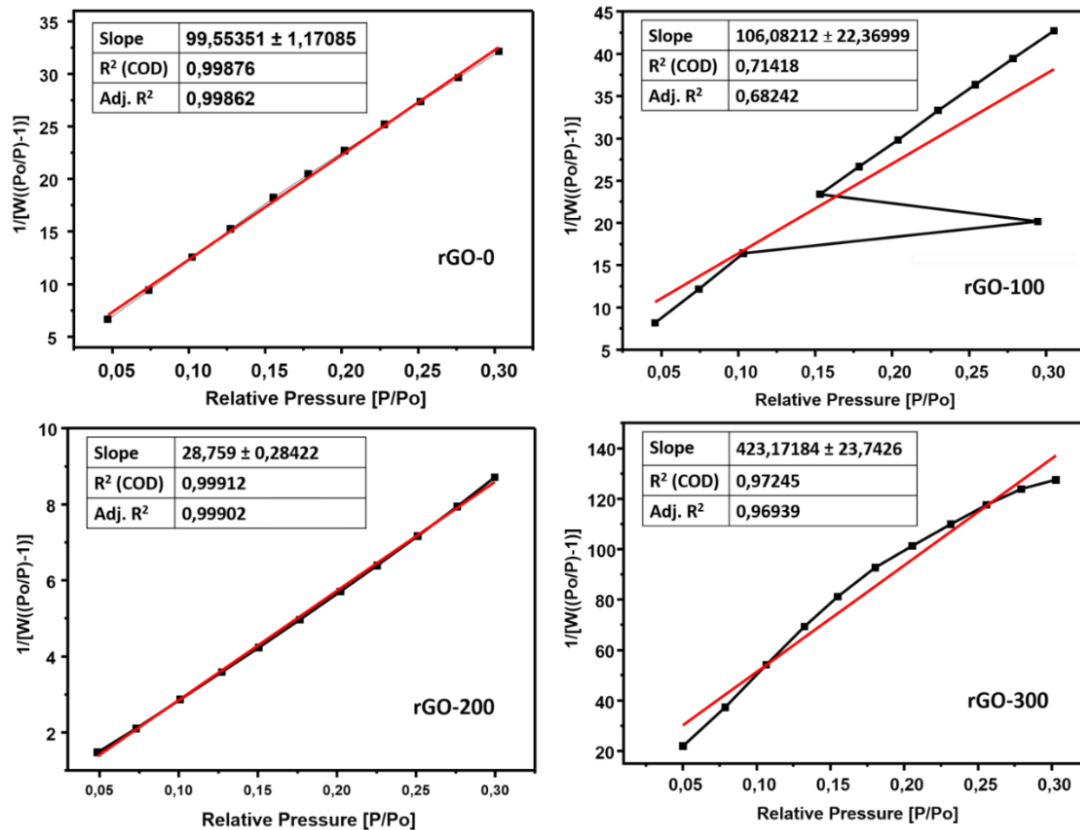 Slope 99,55351 ± 1,17085
R² (COD) 0,99876
Adj. R² 0,99862
35
30
25
20
15
10
5
1/[W((Po/P)-1)]
rGO-0
0,05 0,10 0,15 0,20 0,25 0,30
Relative Pressure [P/Po]
Slope 106,08212 ± 22,36999
R² (COD) 0,71418
Adj. R² 0,68242
45
40
35
30
25
20
15
10
5
1/[W((Po/P)-1)]
rGO-100
0,05 0,10 0,15 0,20 0,25 0,30
Relative Pressure [P/Po]
Slope 28,759 ± 0,28422
R² (COD) 0,99912
Adj. R² 0,99902
10
8
6
4
2
1/[W((Po/P)-1)]
rGO-200
0,05 0,10 0,15 0,20 0,25 0,30
Relative Pressure [P/Po]
Slope 423,17184 ± 23,7426
R² (COD) 0,97245
Adj. R² 0,96939
140
120
100
80
60
40
20
1/[W((Po/P)-1)]
rGO-300
0,05 0,10 0,15 0,20 0,25 0,30
Relative Pressure [P/Po]